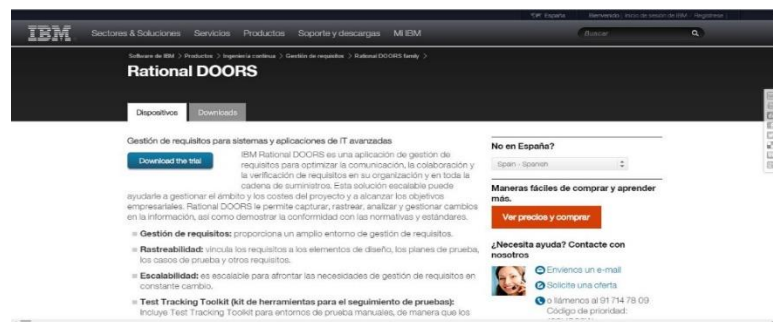 España Bienvenido [ Inicio de sesión de IBM / Regístrese ]
IBM Sectores & Soluciones Servicios Productos Soporte y descargas Mi IBM Buscar
Software de IBM > Productos > Ingeniería continua > Gestión de requisitos > Rational DOORS family >
Rational DOORS
Dispositivos Downloads
Gestión de requisitos para sistemas y aplicaciones de IT avanzadas
Download the trial
IBM Rational DOORS es una aplicación de gestión de
requisitos para optimizar la comunicación, la colaboración y
la verificación de requisitos en su organización y en toda la
cadena de suministros. Esta solución escalable puede
ayudarle a gestionar el ámbito y los costes del proyecto y a alcanzar los objetivos
empresariales. Rational DOORS le permite capturar, rastrear, analizar y gestionar cambios
en la información, así como demostrar la conformidad con las normativas y estándares.
Gestión de requisitos: proporciona un amplio entorno de gestión de requisitos.
Rastreabilidad: vincula los requisitos a los elementos de diseño, los planes de prueba,
los casos de prueba y otros requisitos.
Escalabilidad: es escalable para afrontar las necesidades de gestión de requisitos en
constante cambio.
Test Tracking Toolkit (kit de herramientas para el seguimiento de pruebas):
Incluye Test Tracking Toolkit para entornos de prueba manuales, de manera que los
No en España?
Spain - Spanish
Maneras fáciles de comprar y aprender
más.
Ver precios y comprar
¿Necesita ayuda? Contacte con
nosotros
Envíenos un e-mail
Solicite una oferta
o llámenos al 91 714 78 09
Código de prioridad: